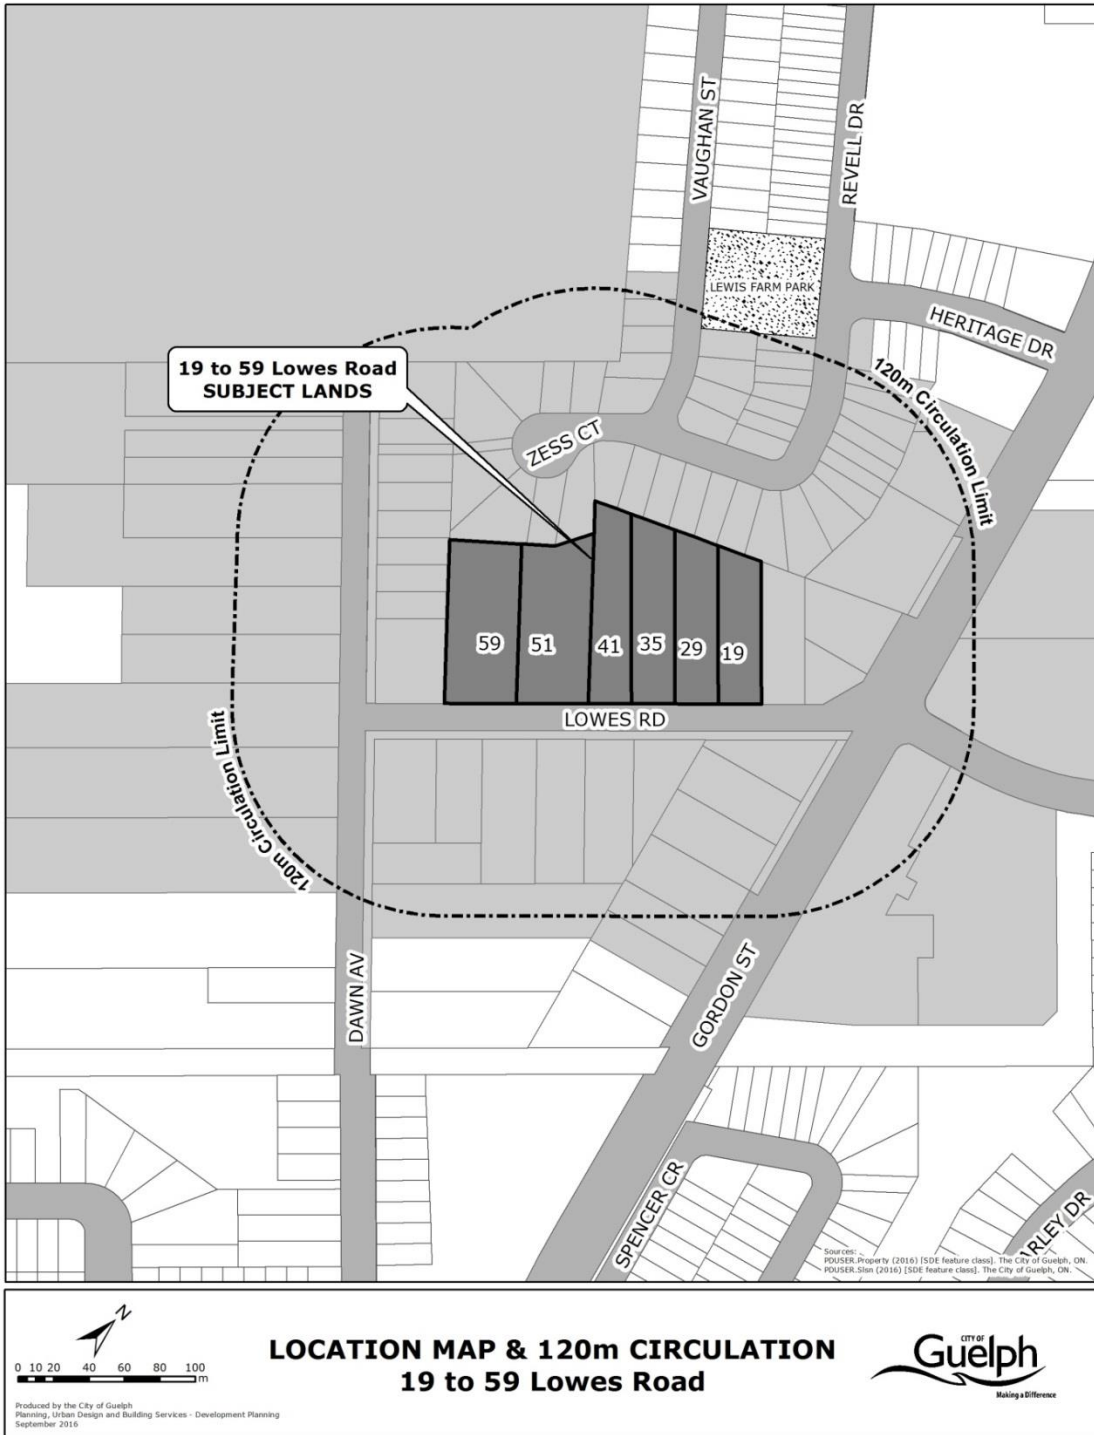 VAUGHAN ST
REVELL DR
LEWIS FARM PARK
HERITAGE DR
19 to 59 Lowes Road
SUBJECT LANDS
120m Circulation Limit
ZESS CT
59
51
41
35
29
19
LOWES RD
120m Circulation Limit
DAWN AV
GORDON ST
SPENCER CR
ARLEY DR
Sources:
PDUSER.Property (2016) [SDE feature class]. The City of Guelph, ON.
PDUSER.Slsn (2016) [SDE feature class]. The City of Guelph, ON.
N
0 10 20 40 60 80 100
m
Produced by the City of Guelph
Planning, Urban Design and Building Services - Development Planning
September 2016
LOCATION MAP & 120m CIRCULATION
19 to 59 Lowes Road
CITY OF
Guelph
Making a Difference